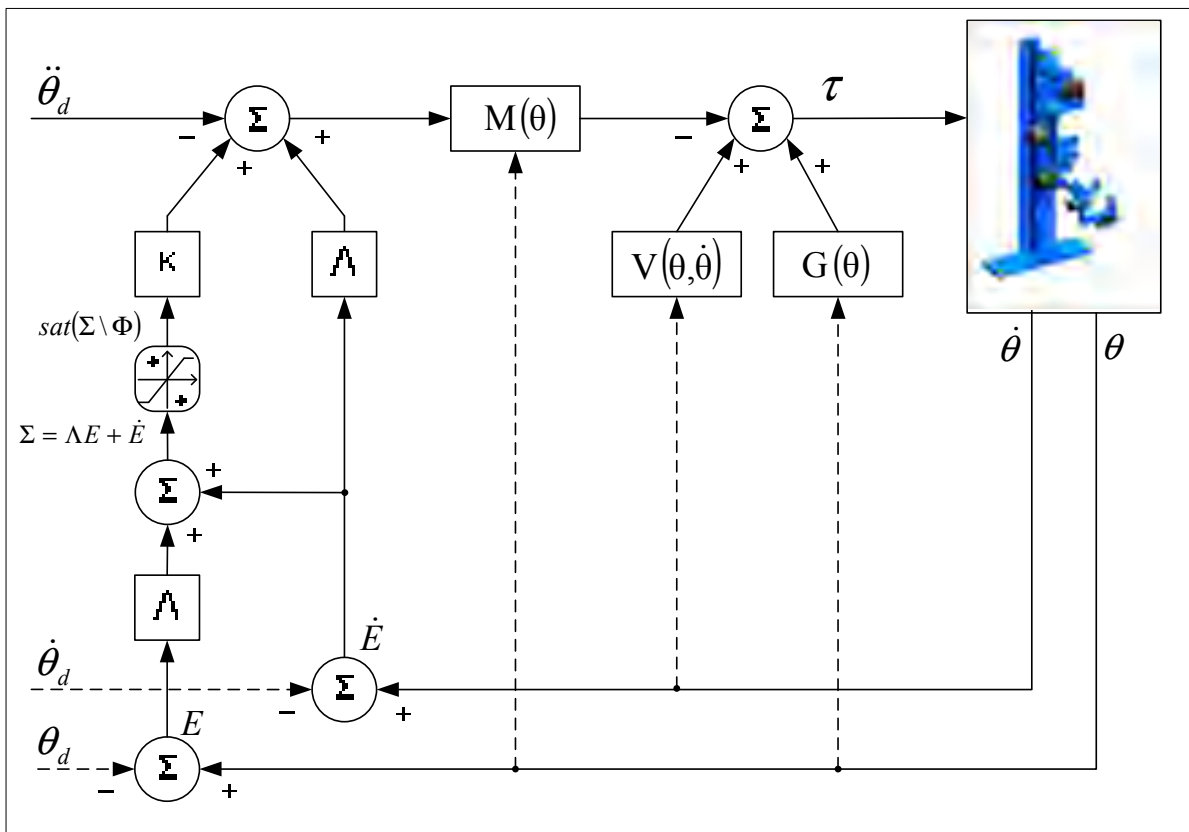 θ̈_d
Σ
M(θ)
Σ
τ
− + + + − + +
κ
Λ
V(θ,θ̇)
G(θ)
sat(Σ \ Φ)
θ̇
θ
+
+
Σ = ΛE + Ė
+
Σ
+
Λ
Ė
θ̇_d
Σ
− +
E
θ_d
Σ
− +